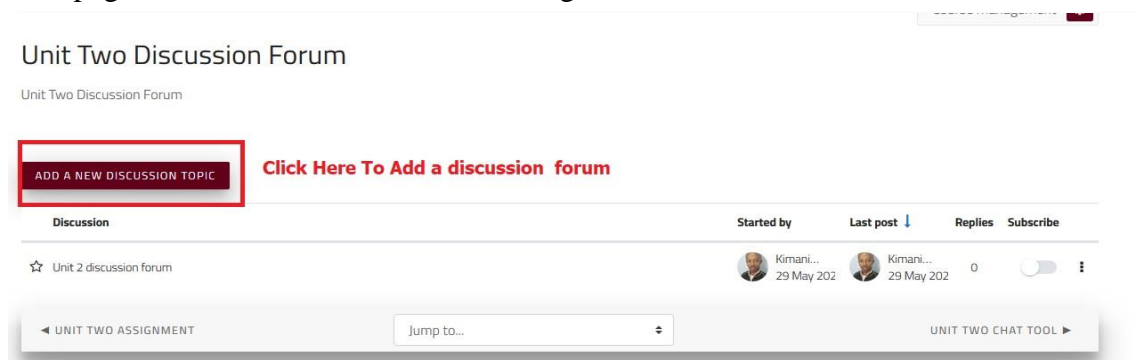 Unit Two Discussion Forum
Unit Two Discussion Forum
ADD A NEW DISCUSSION TOPIC
Click Here To Add a discussion forum
Discussion Started by Last post ↓ Replies Subscribe
Unit 2 discussion forum Kimani... Kimani... 0
29 May 202 29 May 202
◄ UNIT TWO ASSIGNMENT Jump to... UNIT TWO CHAT TOOL ►